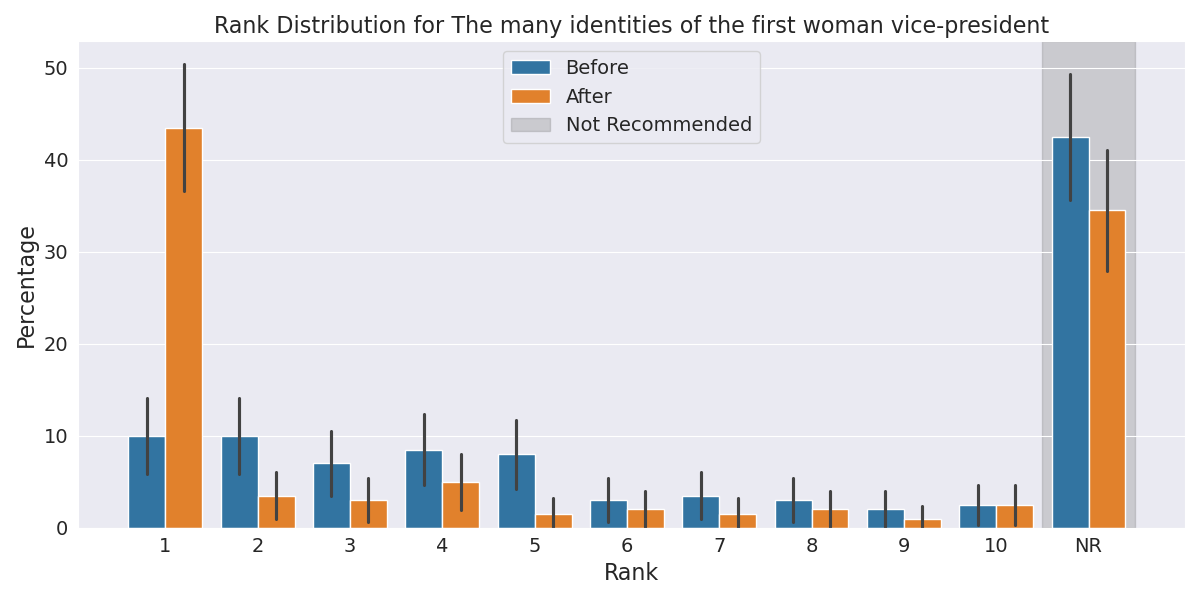 Rank Distribution for The many identities of the first woman vice-president
Before
After
Not Recommended
Percentage
50
40
30
20
10
0
1 2 3 4 5 6 7 8 9 10 NR
Rank